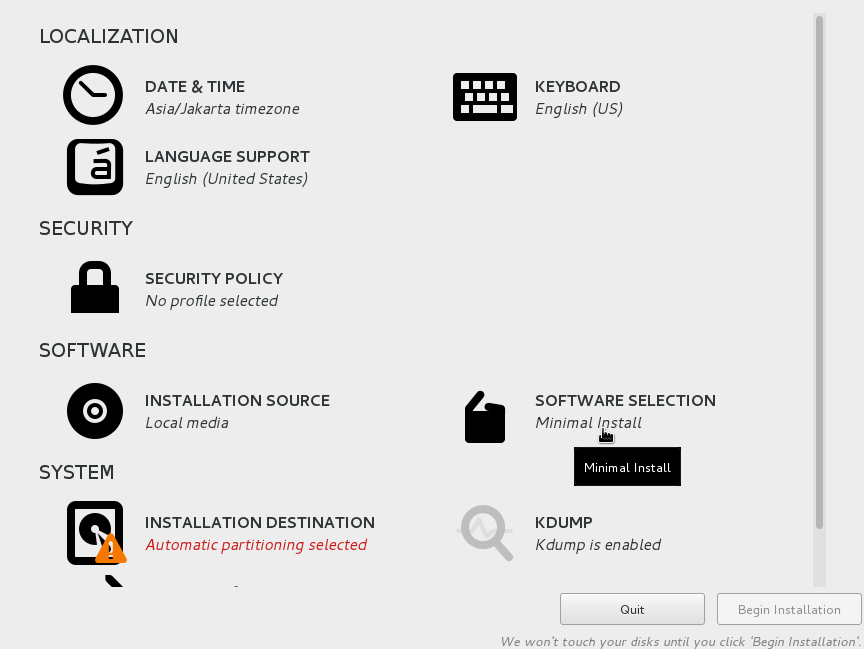 LOCALIZATION
DATE & TIME
Asia/Jakarta timezone
KEYBOARD
English (US)
LANGUAGE SUPPORT
English (United States)
SECURITY
SECURITY POLICY
No profile selected
SOFTWARE
INSTALLATION SOURCE
Local media
SOFTWARE SELECTION
Minimal Install
Minimal Install
SYSTEM
INSTALLATION DESTINATION
Automatic partitioning selected
KDUMP
Kdump is enabled
Quit
Begin Installation
We won't touch your disks until you click 'Begin Installation'.